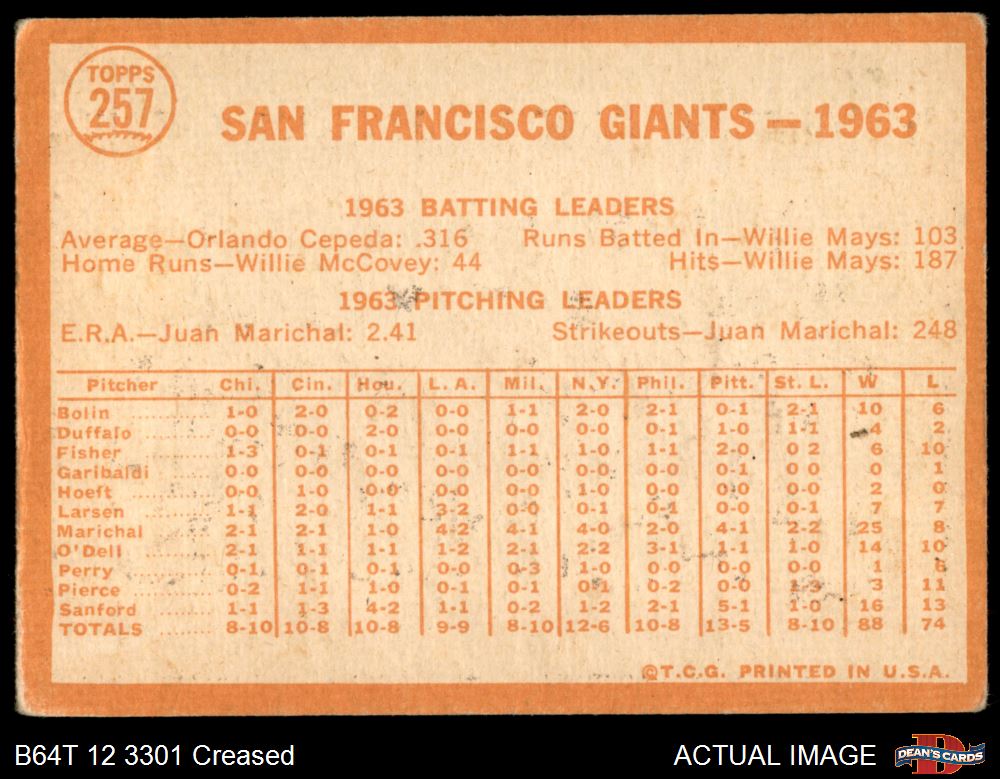 TOPPS
257
SAN FRANCISCO GIANTS — 1963
1963 BATTING LEADERS
Average—Orlando Cepeda: .316 Runs Batted In—Willie Mays: 103
Home Runs—Willie McCovey: 44 Hits—Willie Mays: 187
1963 PITCHING LEADERS
E.R.A.—Juan Marichal: 2.41 Strikeouts—Juan Marichal: 248
Pitcher Chi. Cin. Hou. L. A. Mil. N.Y. Phil. Pitt. St. L. W L
Bolin 1-0 2-0 0-2 0-0 1-1 2-0 2-1 0-1 2-1 10 6
Duffalo 0-0 0-0 2-0 0-0 0-0 0-0 0-1 1-0 1-1 4 2
Fisher 1-3 0-1 0-1 0-1 1-1 1-0 1-1 2-0 0 2 6 10
Garibaldi 0-0 0-0 0-0 0-0 0-0 0-0 0-0 0-1 0 0 0 1
Hoeft 0-0 1-0 0-0 0-0 0-0 1-0 0-0 0-0 0-0 2 0
Larsen 1-1 2-0 1-1 3-2 0-0 0-1 0-1 0-0 0-1 7 7
Marichal 2-1 2-1 1-0 4-2 4-1 4-0 2-0 4-1 2-2 25 8
O'Dell 2-1 1-1 1-1 1-2 2-1 2-2 3-1 1-1 1-0 14 10
Perry 0-1 0-1 0-1 0-0 0-3 1-0 0-0 0-0 0-0 1
Pierce 0-2 1-1 1-0 0-1 0-1 0-1 0-2 0-0 1-3 3 11
Sanford 1-1 1-3 4-2 1-1 0-2 1-2 2-1 5-1 1-0 16 13
TOTALS 8-10 10-8 10-8 9-9 8-10 12-6 10-8 13-5 8-10 88 74
©T.C.G. PRINTED IN U.S.A.
B64T 12 3301 Creased ACTUAL IMAGE DEAN'S CARDS